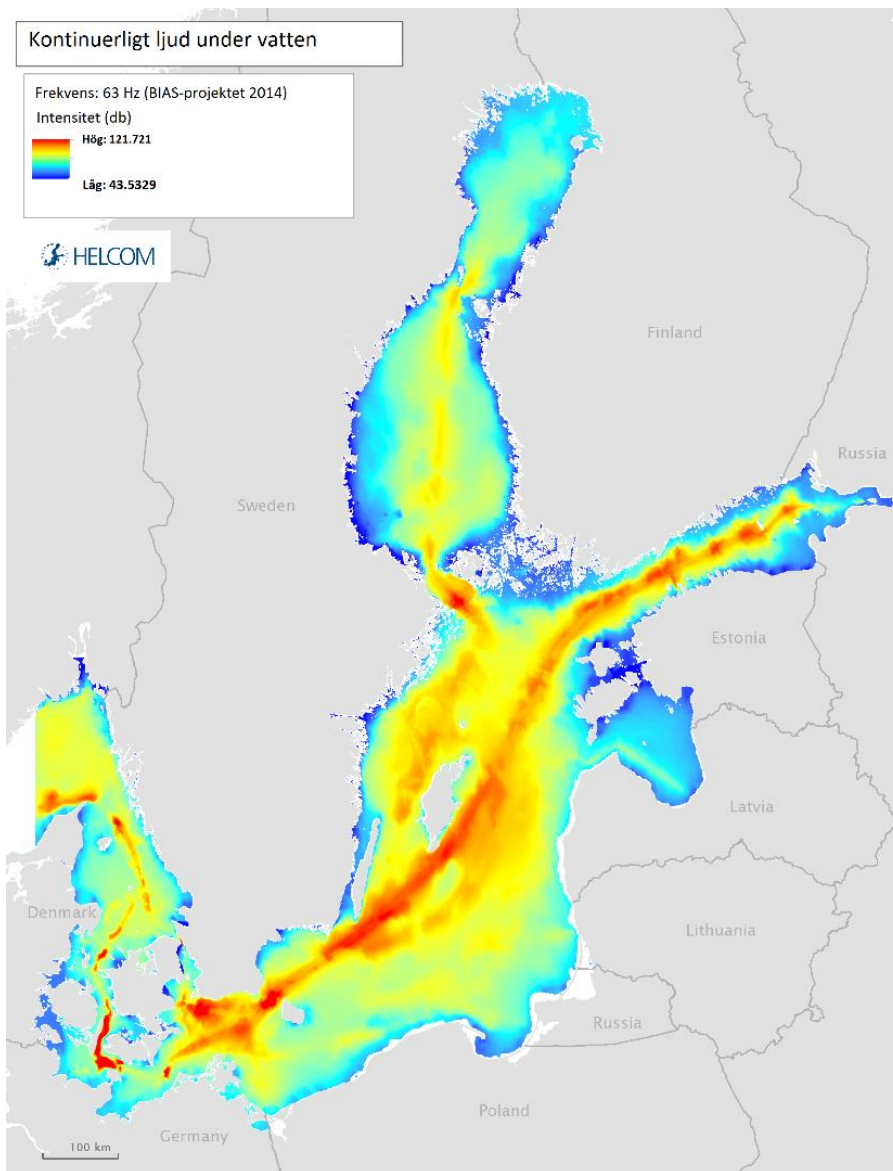 Kontinuerligt ljud under vatten
Frekvens: 63 Hz (BIAS-projektet 2014)
Intensitet (db)
Hög: 121.721
Låg: 43.5329
HELCOM
Finland
Russia
Sweden
Estonia
Latvia
Denmark
Lithuania
Russia
Poland
Germany
100 km